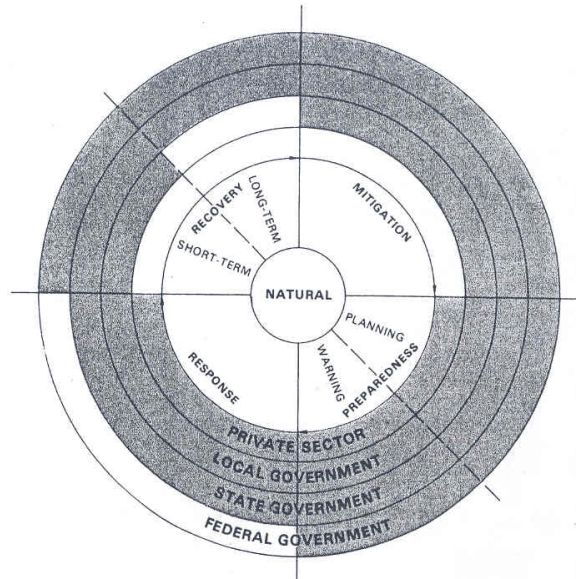 RECOVERY
LONG-TERM
SHORT-TERM
MITIGATION
NATURAL
PLANNING
WARNING
PREPAREDNESS
RESPONSE
PRIVATE SECTOR
LOCAL GOVERNMENT
STATE GOVERNMENT
FEDERAL GOVERNMENT